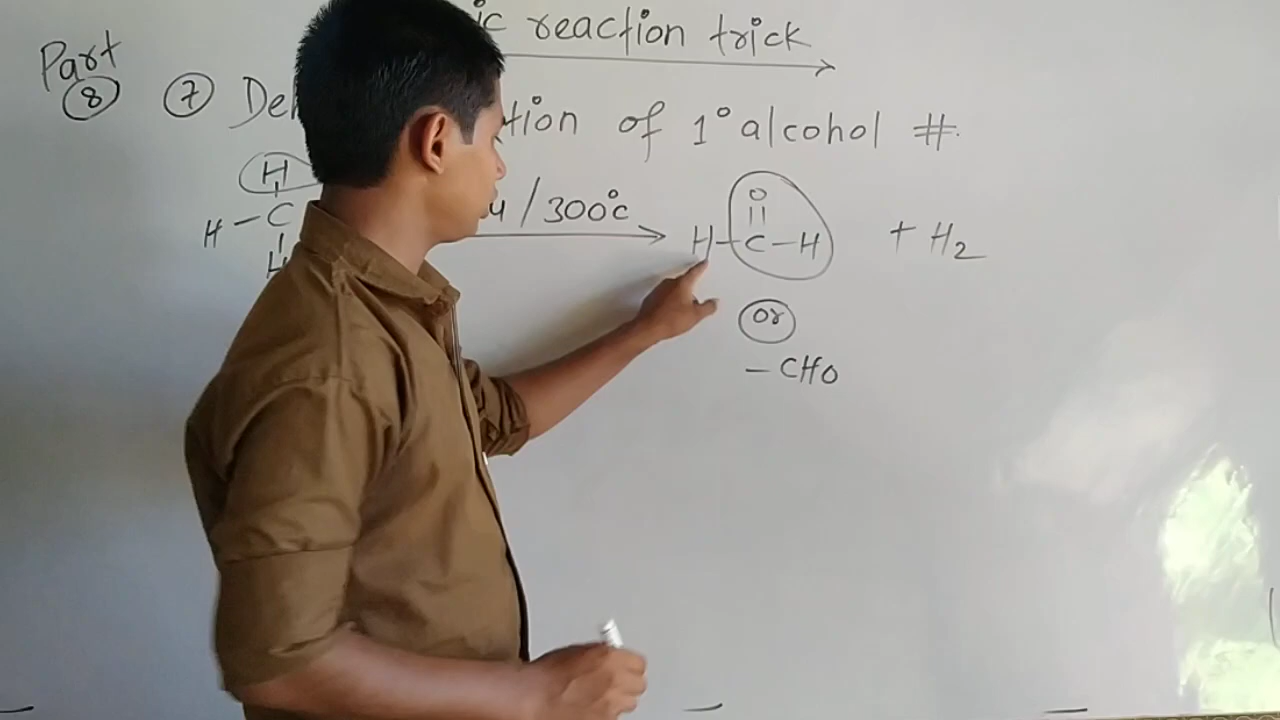 ic reaction trick
Part
8 7 Deh tion of 1° alcohol #
H O
H – C u / 300°c H – C – H + H2
H
or
– CHO